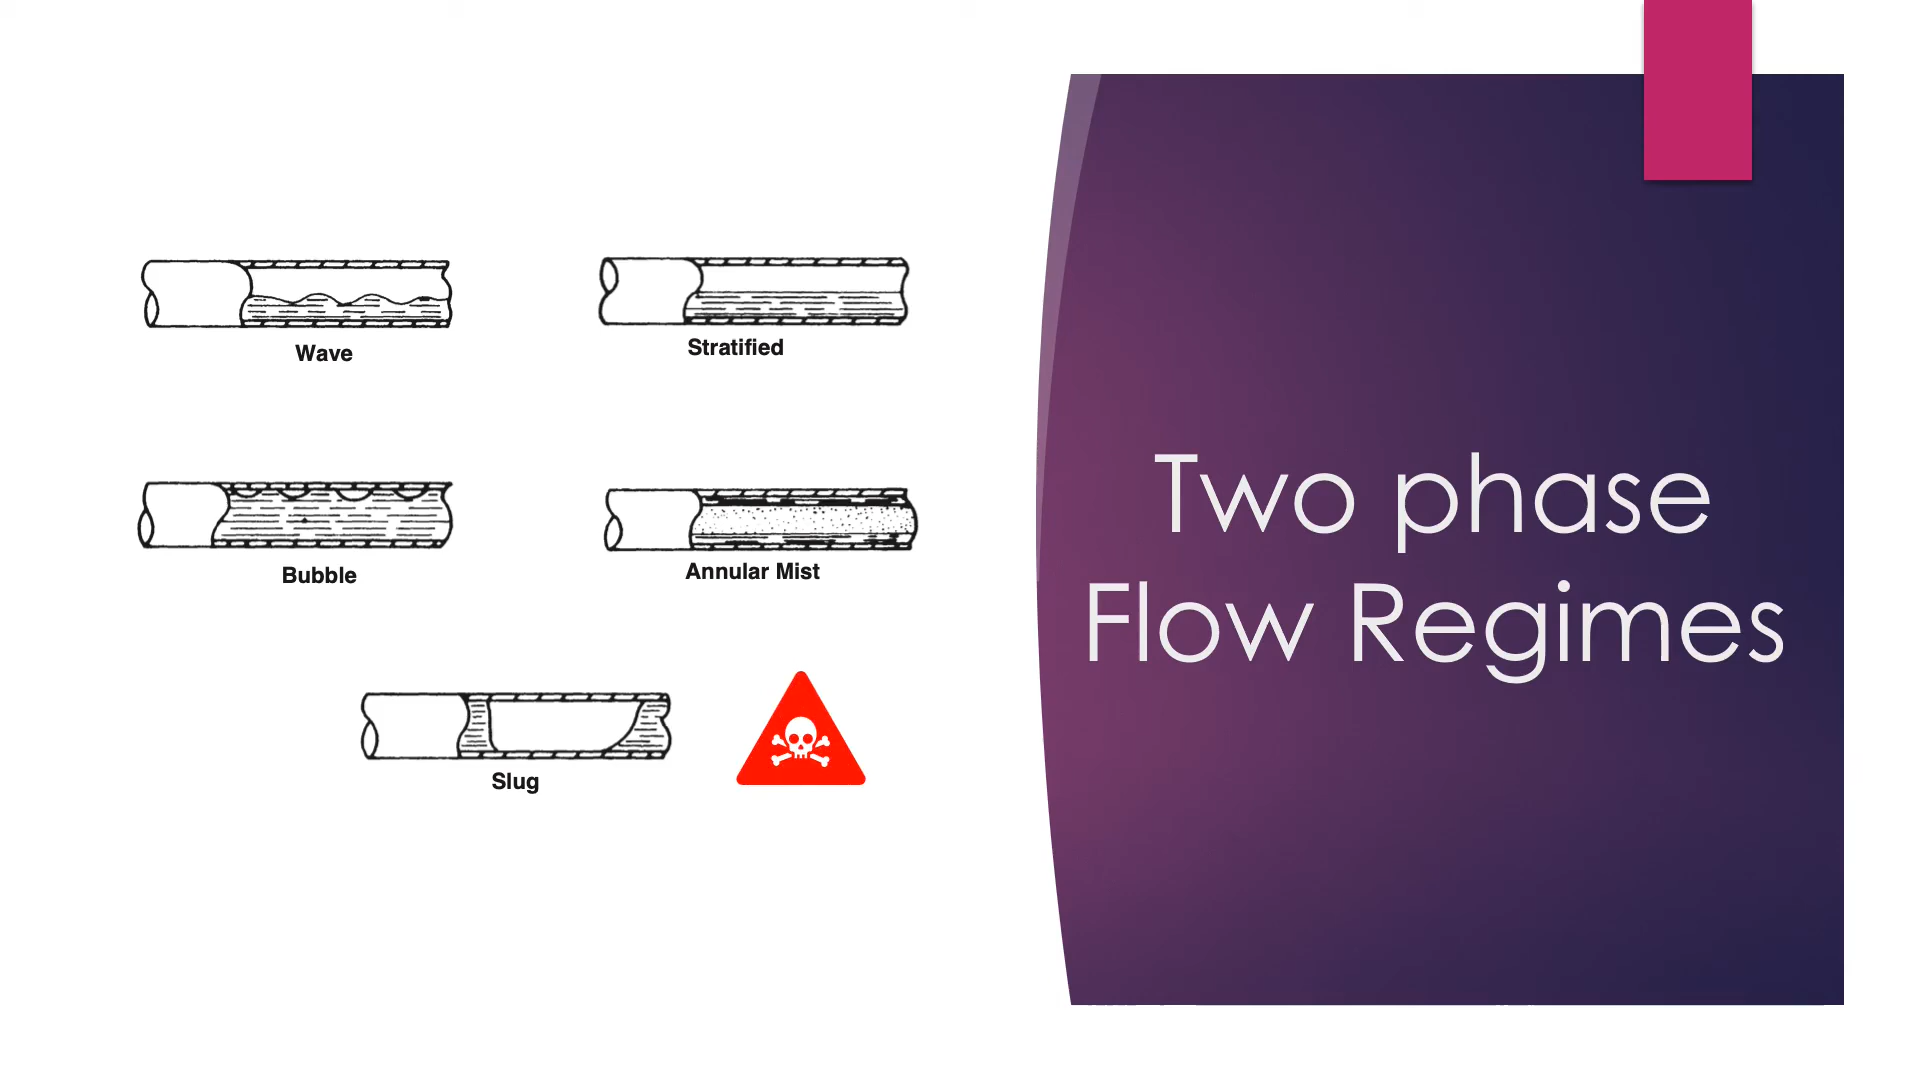 Wave
Stratified
Bubble
Annular Mist
Slug
Two phase
Flow Regimes